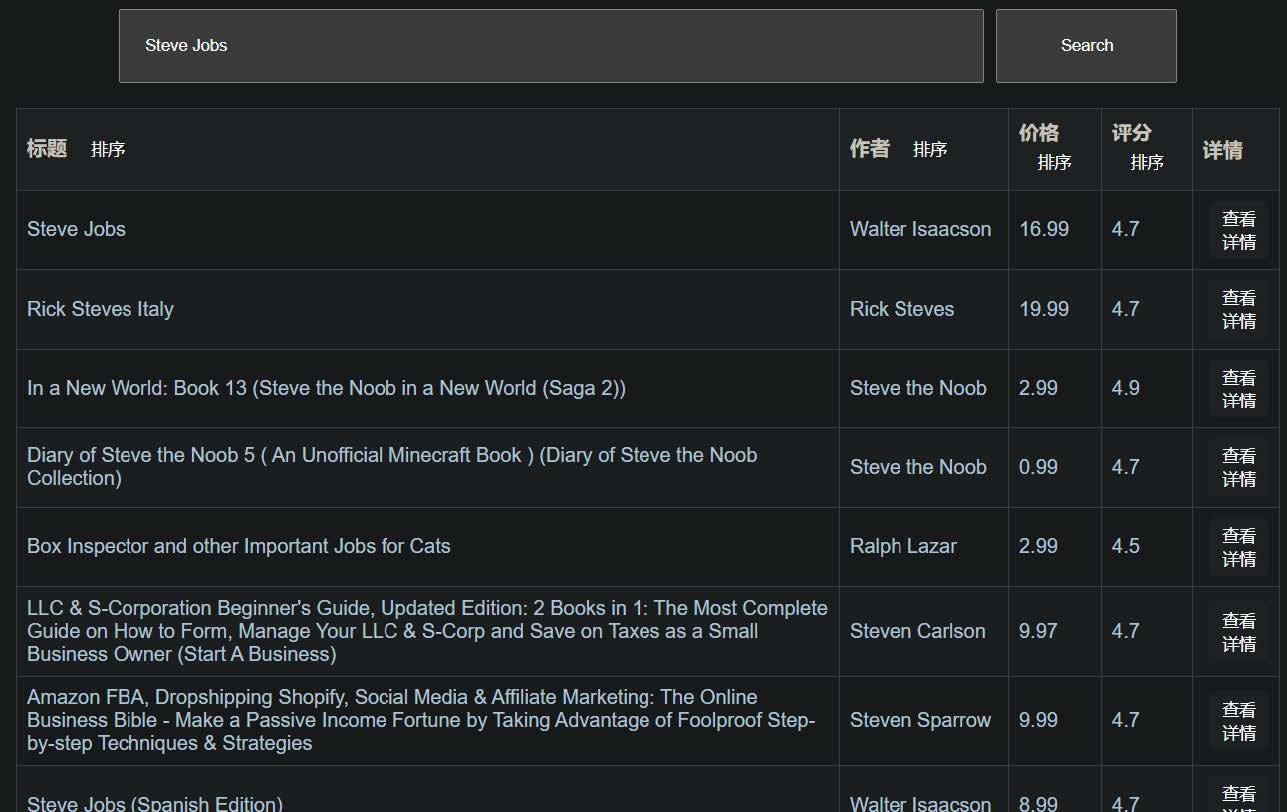 Steve Jobs Search
标题 排序 作者 排序 价格 排序 评分 排序 详情
Steve Jobs Walter Isaacson 16.99 4.7 查看
详情
Rick Steves Italy Rick Steves 19.99 4.7 查看
详情
In a New World: Book 13 (Steve the Noob in a New World (Saga 2)) Steve the Noob 2.99 4.9 查看
详情
Diary of Steve the Noob 5 ( An Unofficial Minecraft Book ) (Diary of Steve the Noob
Collection) Steve the Noob 0.99 4.7 查看
详情
Box Inspector and other Important Jobs for Cats Ralph Lazar 2.99 4.5 查看
详情
LLC & S-Corporation Beginner's Guide, Updated Edition: 2 Books in 1: The Most Complete
Guide on How to Form, Manage Your LLC & S-Corp and Save on Taxes as a Small
Business Owner (Start A Business) Steven Carlson 9.97 4.7 查看
详情
Amazon FBA, Dropshipping Shopify, Social Media & Affiliate Marketing: The Online
Business Bible - Make a Passive Income Fortune by Taking Advantage of Foolproof Step-
by-step Techniques & Strategies Steven Sparrow 9.99 4.7 查看
详情
Steve Jobs (Spanish Edition) Walter Isaacson 8.99 4.7 查看